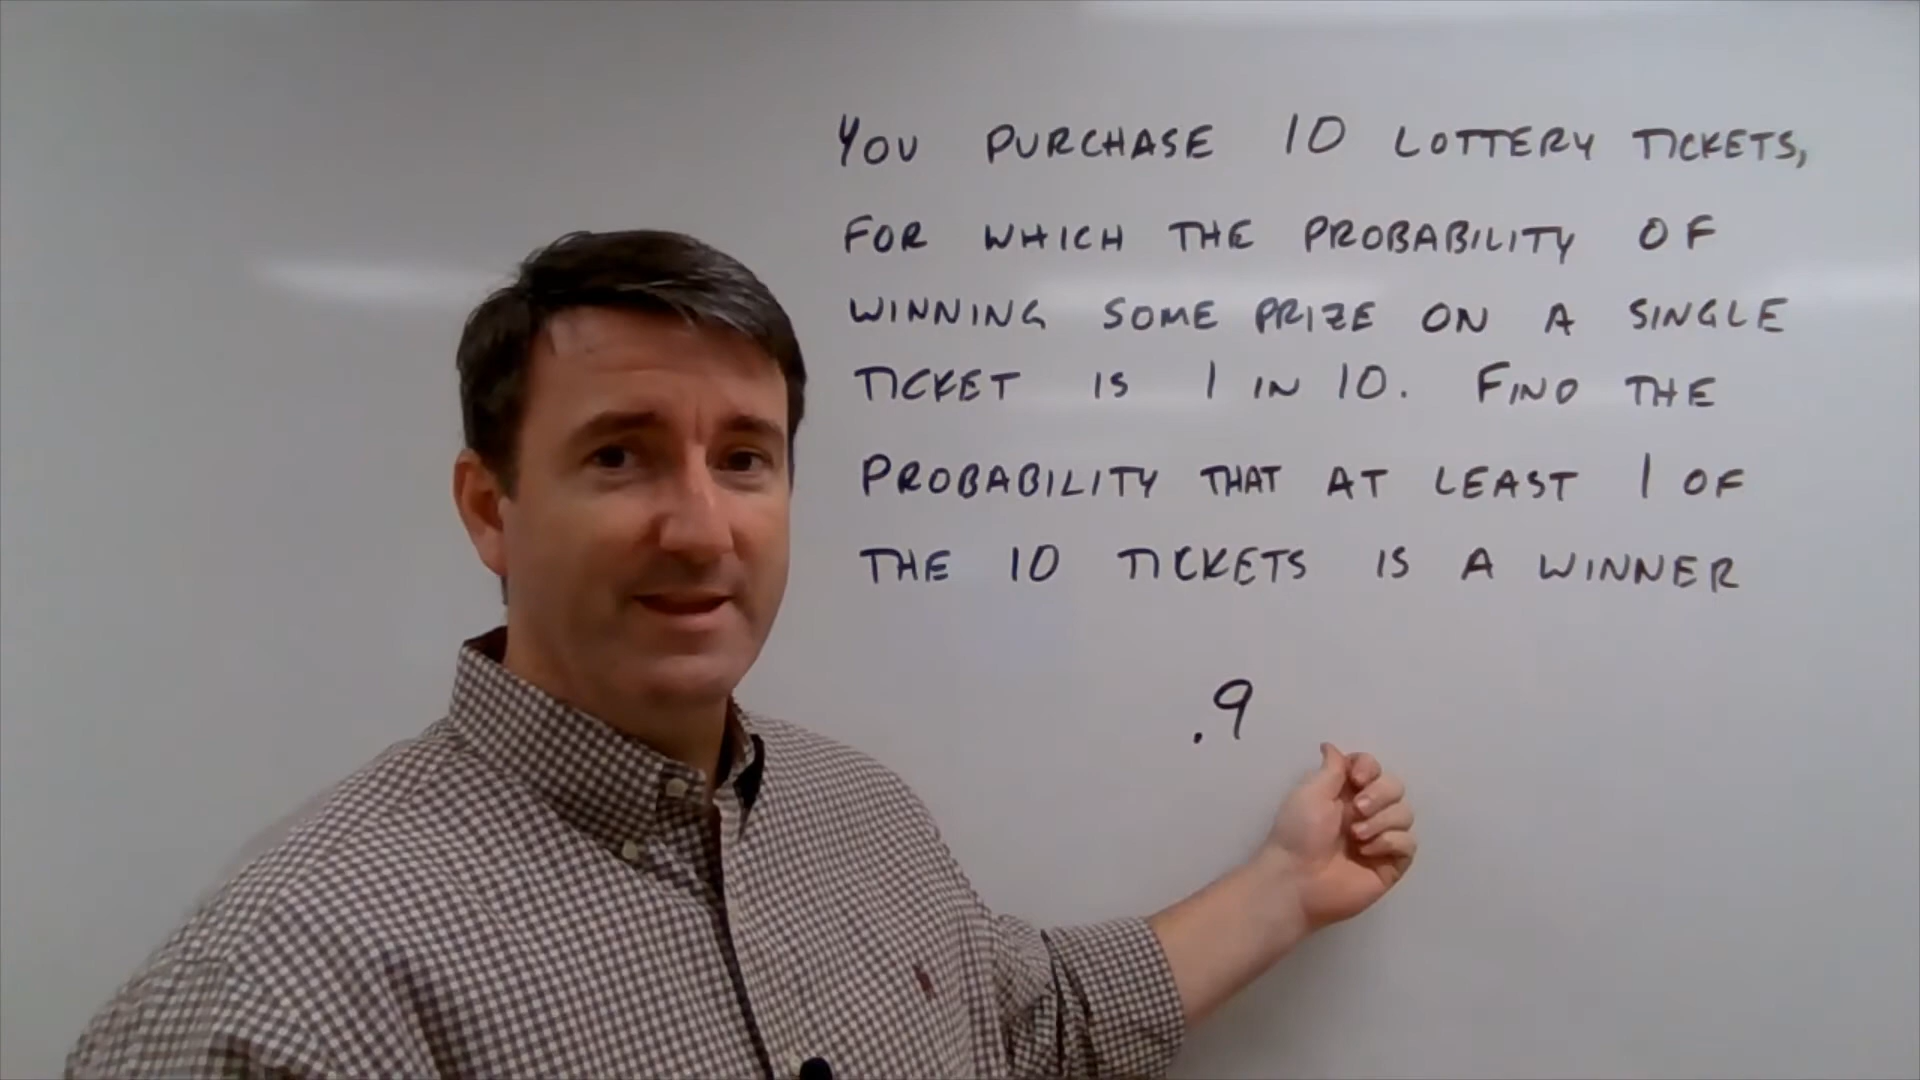 YOU PURCHASE 10 LOTTERY TICKETS,
FOR WHICH THE PROBABILITY OF
WINNING SOME PRIZE ON A SINGLE
TICKET IS 1 IN 10. FIND THE
PROBABILITY THAT AT LEAST 1 OF
THE 10 TICKETS IS A WINNER
.9